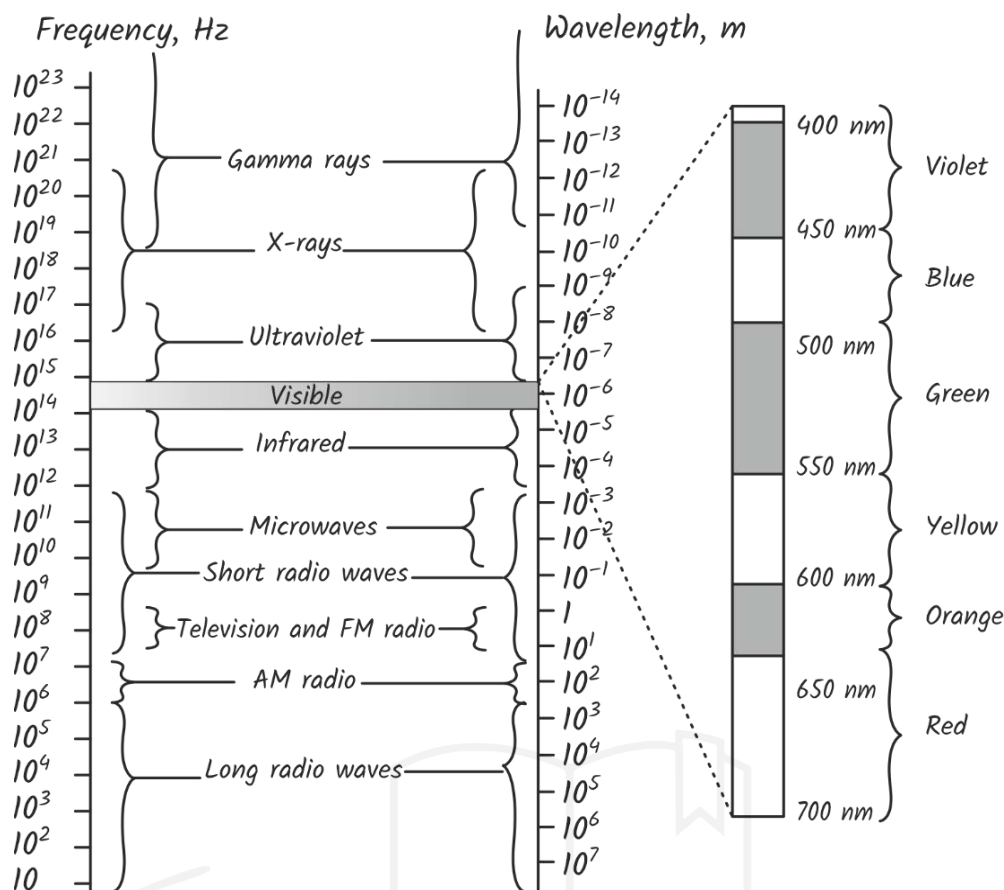 Frequency, Hz
Wavelength, m
10²³
10²²
10²¹
10²⁰
10¹⁹
10¹⁸
10¹⁷
10¹⁶
10¹⁵
10¹⁴
10¹³
10¹²
10¹¹
10¹⁰
10⁹
10⁸
10⁷
10⁶
10⁵
10⁴
10³
10²
10
Gamma rays
X-rays
Ultraviolet
Visible
Infrared
Microwaves
Short radio waves
Television and FM radio
AM radio
Long radio waves
10⁻¹⁴
10⁻¹³
10⁻¹²
10⁻¹¹
10⁻¹⁰
10⁻⁹
10⁻⁸
10⁻⁷
10⁻⁶
10⁻⁵
10⁻⁴
10⁻³
10⁻²
10⁻¹
1
10¹
10²
10³
10⁴
10⁵
10⁶
10⁷
400 nm
450 nm
500 nm
550 nm
600 nm
650 nm
700 nm
Violet
Blue
Green
Yellow
Orange
Red